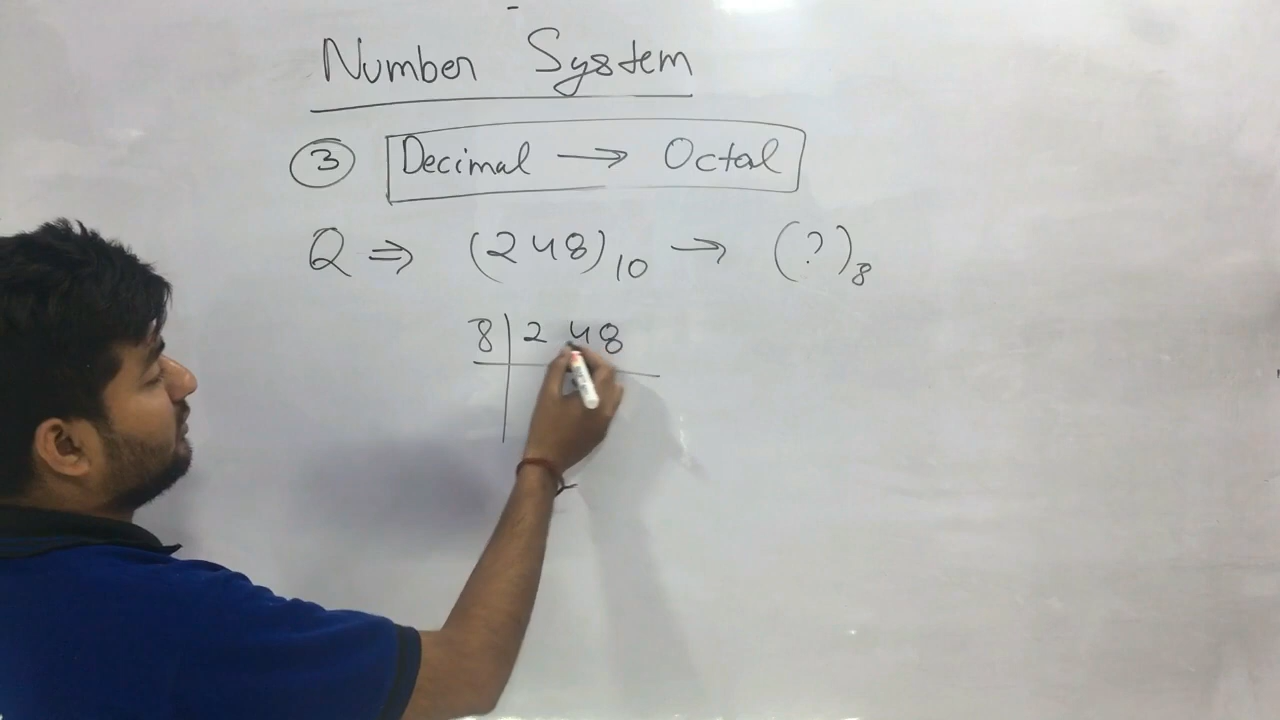 Number System
3 Decimal → Octal
Q ⇒ (248)10 → (?)8
8 248